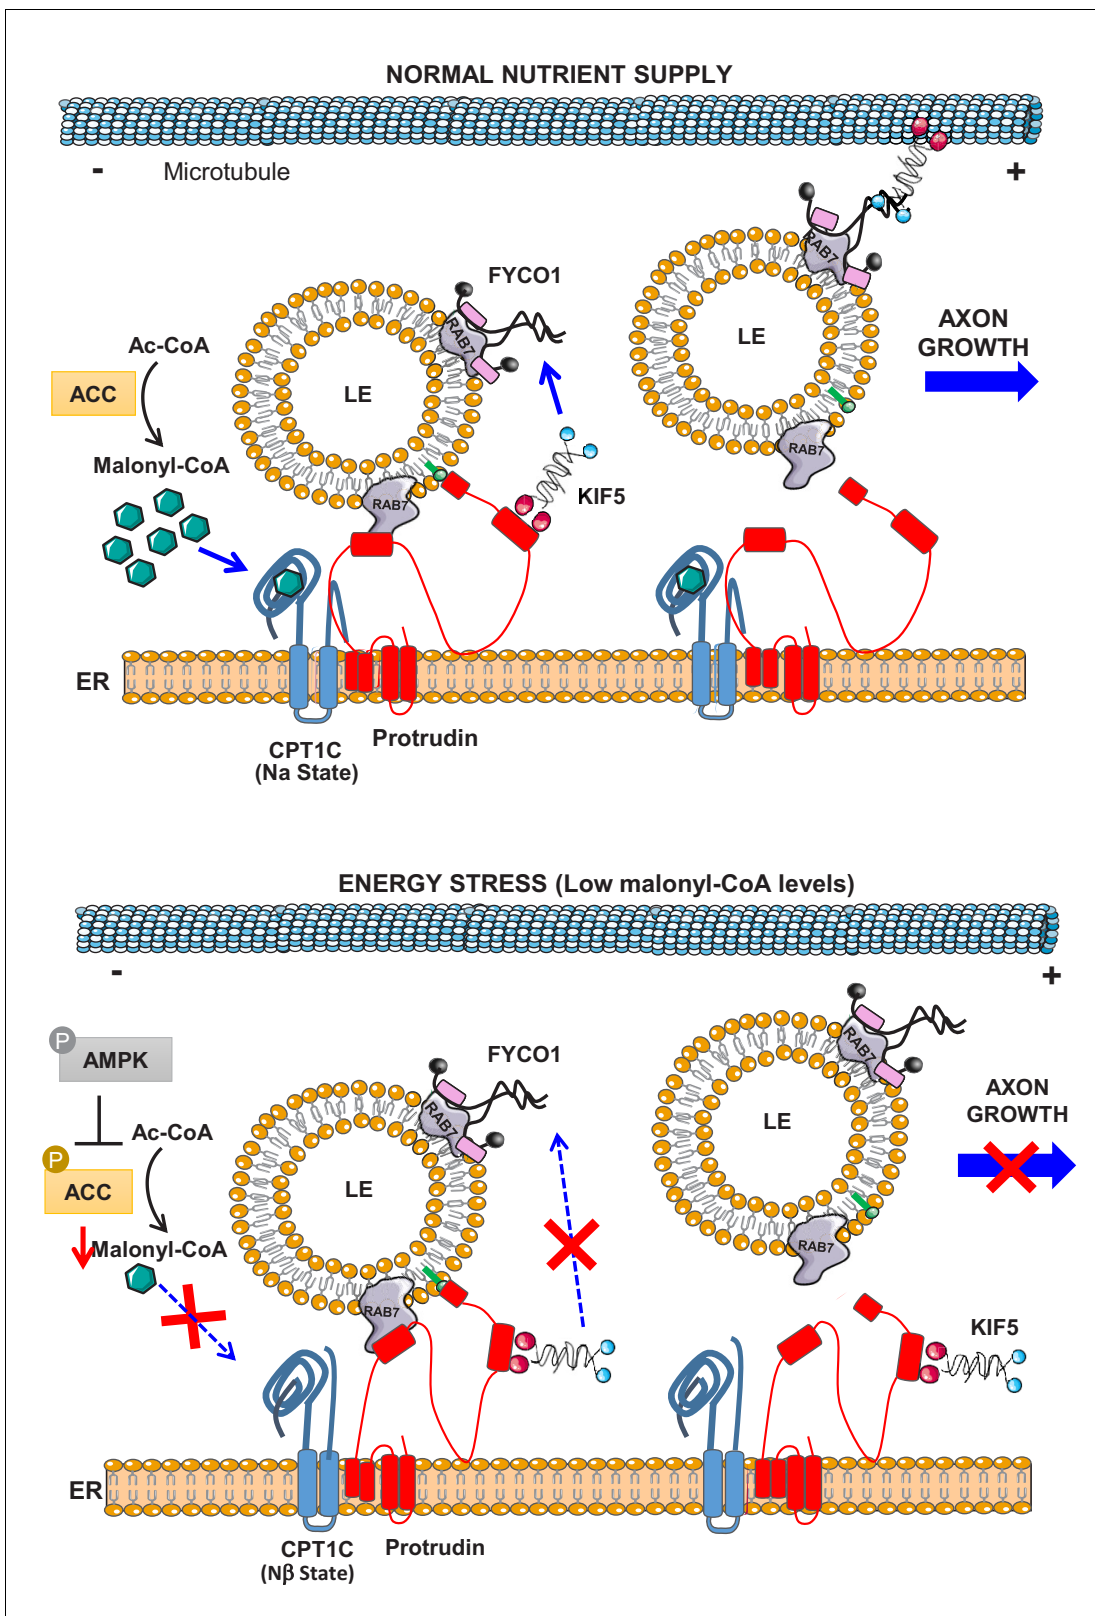 NORMAL NUTRIENT SUPPLY
-
Microtubule
+
RAB7
FYCO1
AXON
GROWTH
Ac-CoA
RAB7
LE
LE
ACC
Malonyl-CoA
RAB7
KIF5
RAB7
ER
CPT1C
(Na State)
Protrudin
ENERGY STRESS (Low malonyl-CoA levels)
-
+
P
AMPK
FYCO1
RAB7
AXON
GROWTH
Ac-CoA
RAB7
LE
P
ACC
LE
Malonyl-CoA
RAB7
RAB7
KIF5
ER
CPT1C
(Nβ State)
Protrudin